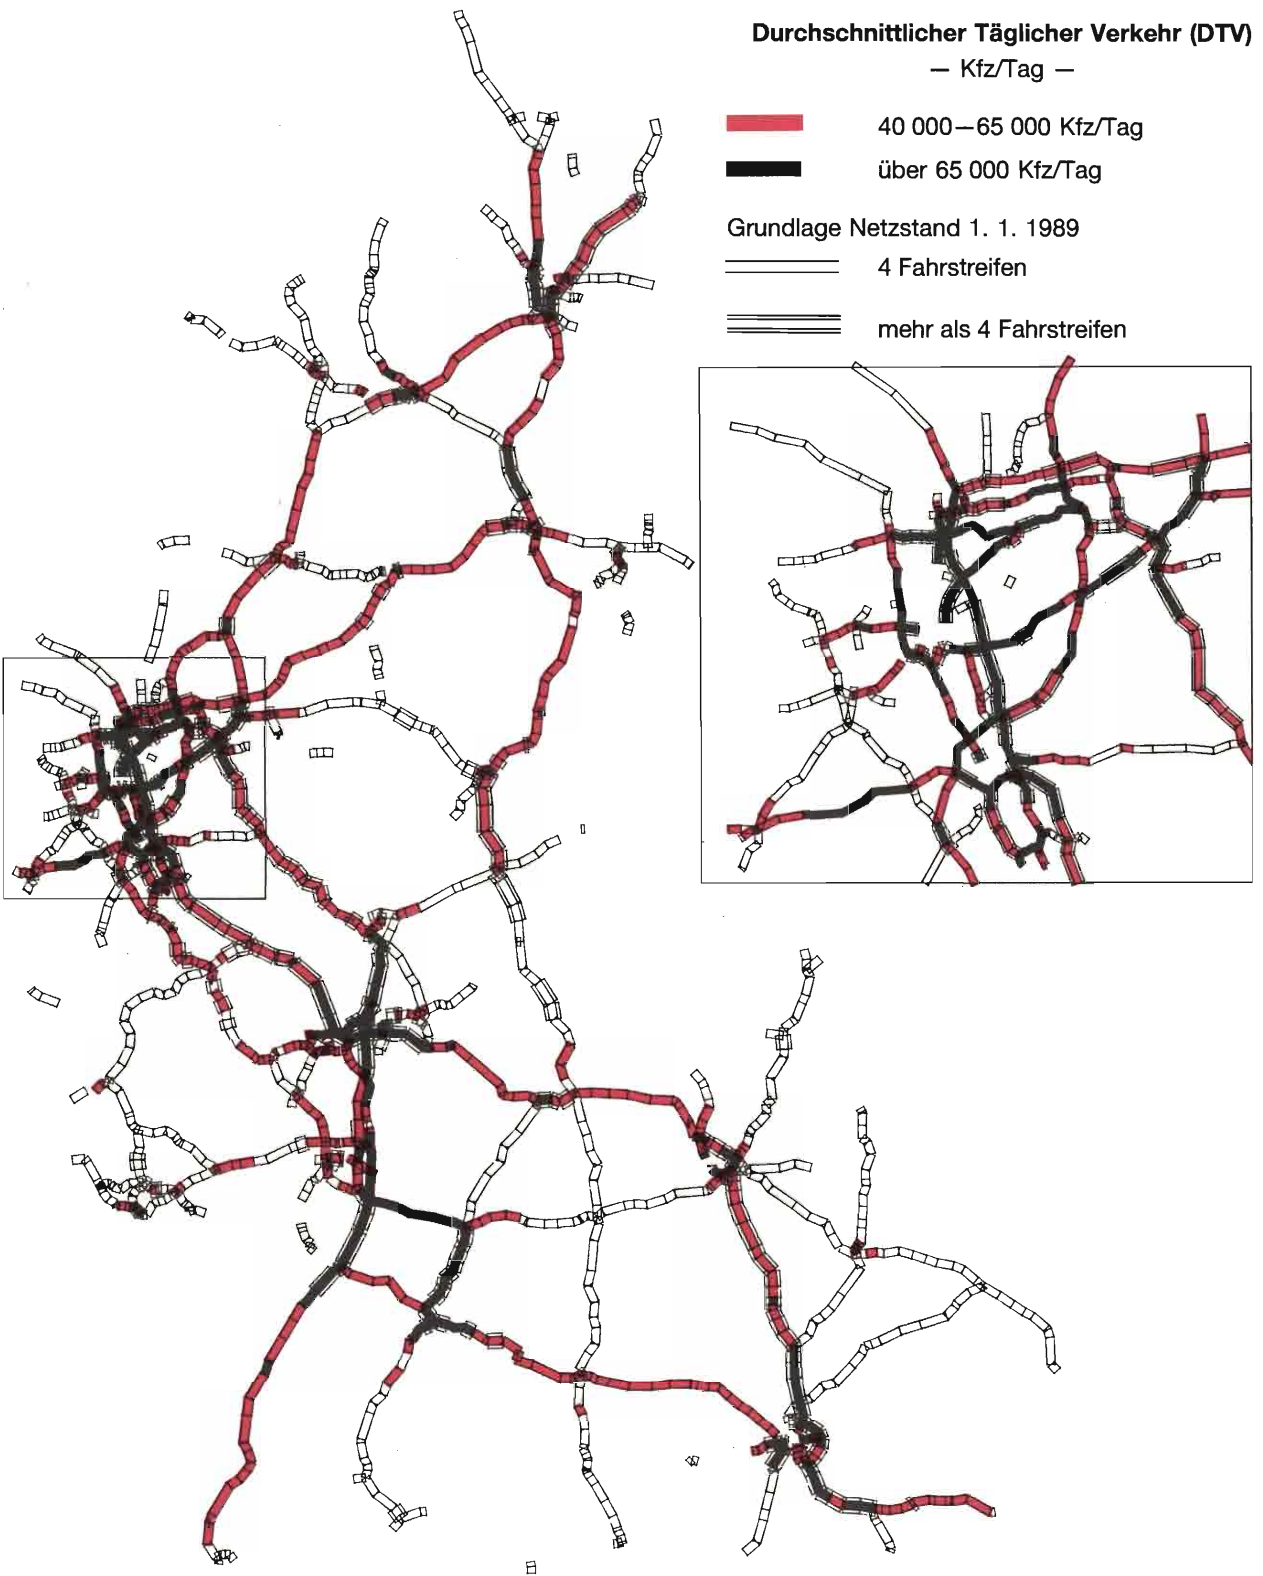 Durchschnittlicher Täglicher Verkehr (DTV)
— Kfz/Tag —
40 000—65 000 Kfz/Tag
über 65 000 Kfz/Tag
Grundlage Netzstand 1. 1. 1989
4 Fahrstreifen
mehr als 4 Fahrstreifen